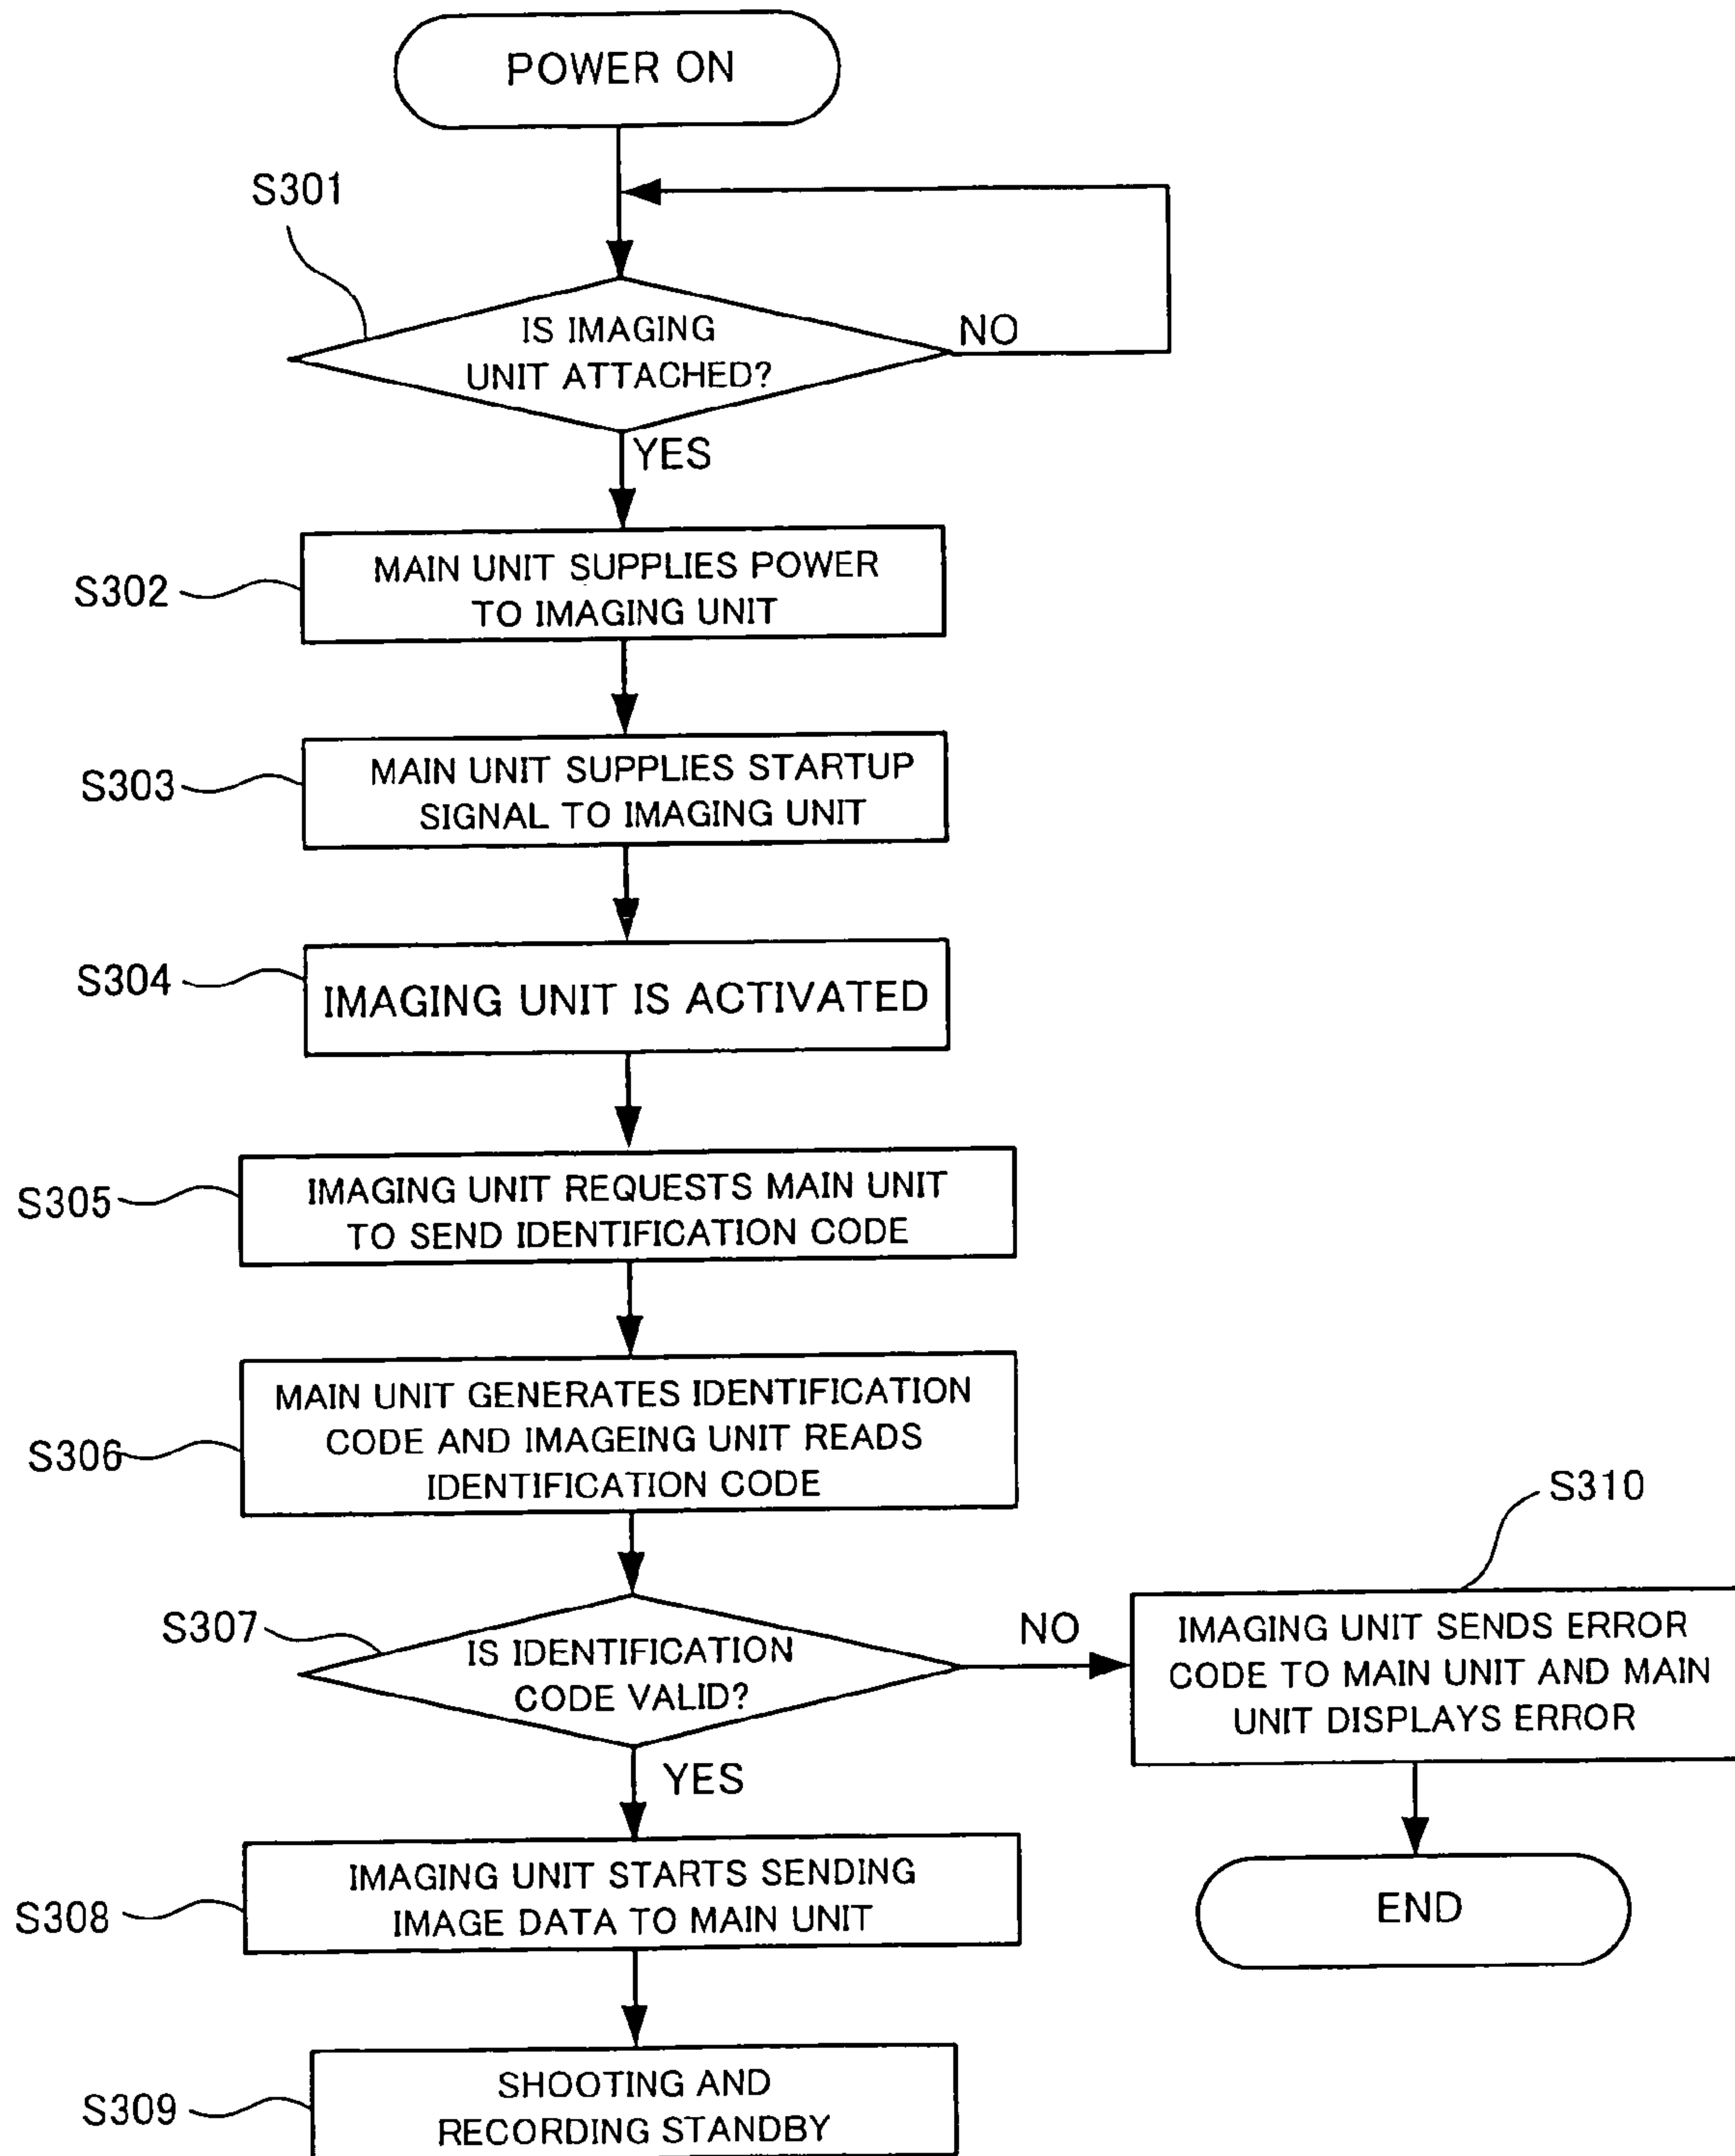 POWER ON
S301
IS IMAGING
UNIT ATTACHED?
NO
YES
S302
MAIN UNIT SUPPLIES POWER
TO IMAGING UNIT
S303
MAIN UNIT SUPPLIES STARTUP
SIGNAL TO IMAGING UNIT
S304
IMAGING UNIT IS ACTIVATED
S305
IMAGING UNIT REQUESTS MAIN UNIT
TO SEND IDENTIFICATION CODE
S306
MAIN UNIT GENERATES IDENTIFICATION
CODE AND IMAGEING UNIT READS
IDENTIFICATION CODE
S307
IS IDENTIFICATION
CODE VALID?
NO
S310
IMAGING UNIT SENDS ERROR
CODE TO MAIN UNIT AND MAIN
UNIT DISPLAYS ERROR
YES
END
S308
IMAGING UNIT STARTS SENDING
IMAGE DATA TO MAIN UNIT
S309
SHOOTING AND
RECORDING STANDBY